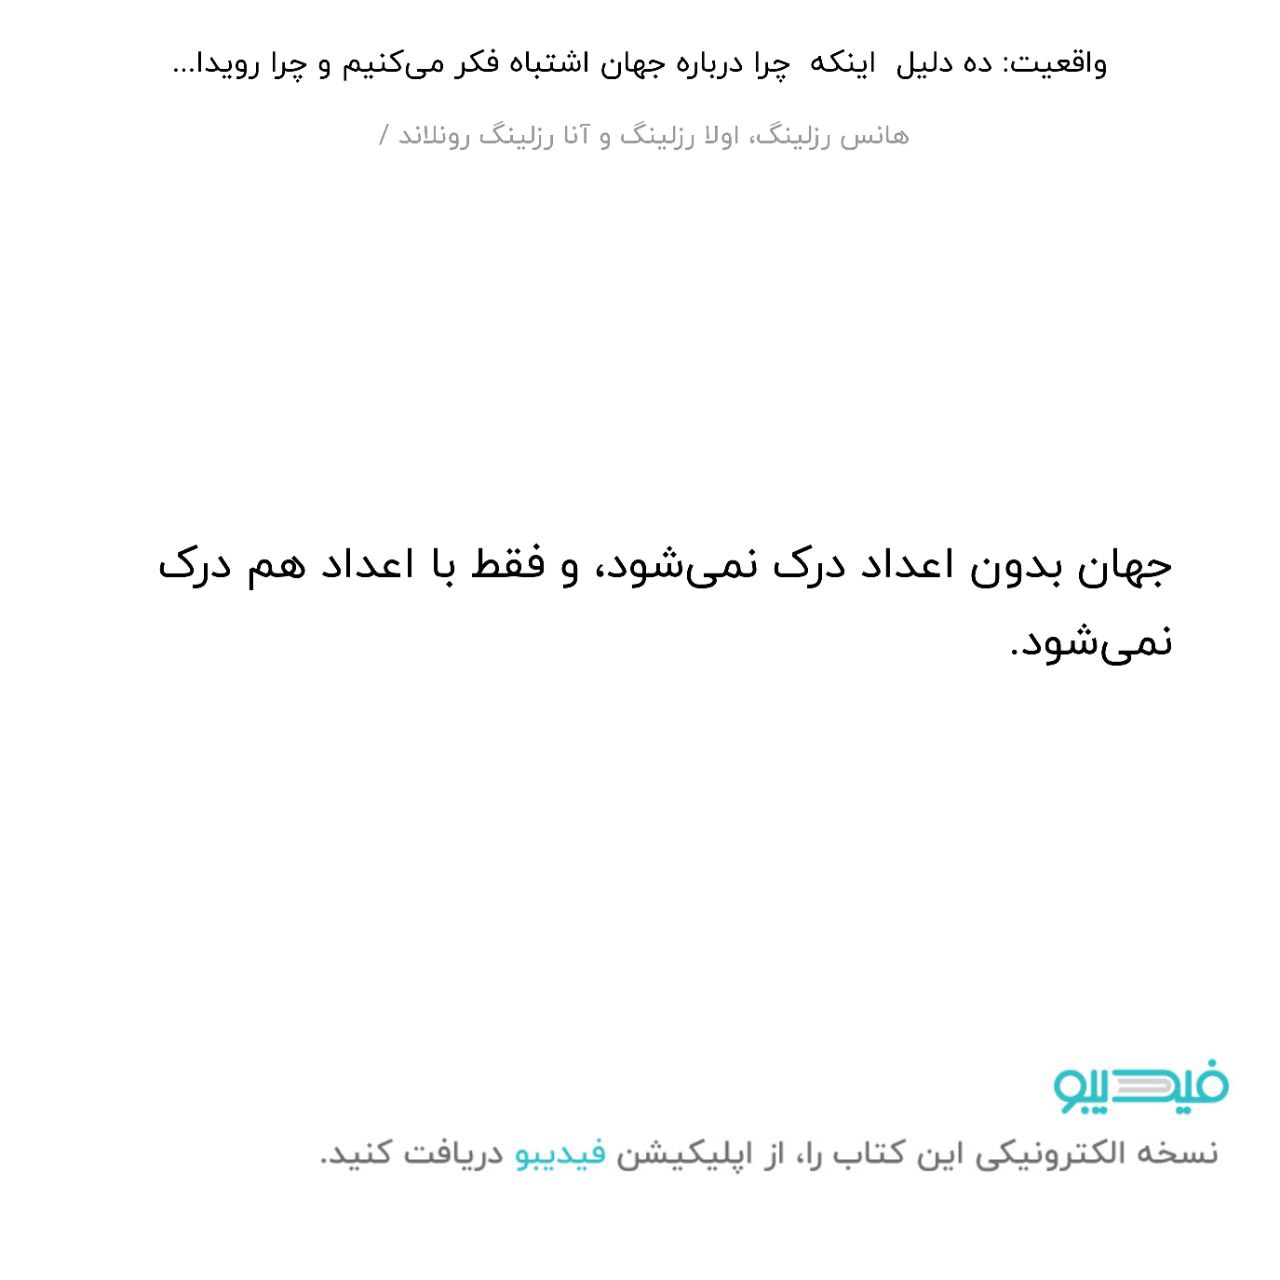 واقعیت: ده دلیل اینکه چرا درباره جهان اشتباه فکر می‌کنیم و چرا رویدا...
هانس رزلینگ، اولا رزلینگ و آنا رزلینگ رونلاند /
جهان بدون اعداد درک نمی‌شود، و فقط با اعداد هم درک
نمی‌شود.
فیدیبو
نسخه الکترونیکی این کتاب را، از اپلیکیشن فیدیبو دریافت کنید.